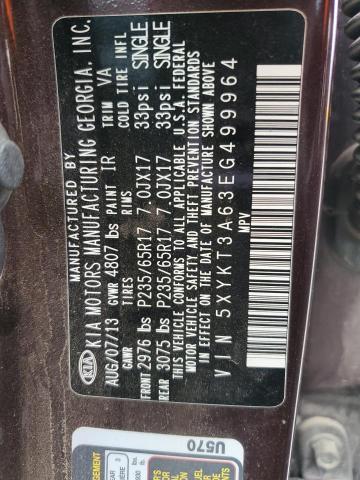 KIA
MANUFACTURED BY
KIA MOTORS MANUFACTURING GEORGIA, INC.
AUG/07/13 GVWR 4807 lbs PAINT IR TRIM VA
GAWR TIRES RIMS COLD TIRE INFL
FRONT 2976 lbs P235/65R17 7.0JX17 33psi SINGLE
REAR 3075 lbs P235/65R17 7.0JX17 33psi SINGLE
THIS VEHICLE CONFORMS TO ALL APPLICABLE U.S.A. FEDERAL
MOTOR VEHICLE SAFETY AND THEFT PREVENTION STANDARDS
IN EFFECT ON THE DATE OF MANUFACTURE SHOWN ABOVE
VIN 5XYKT3A63EG499964
MPV
U570